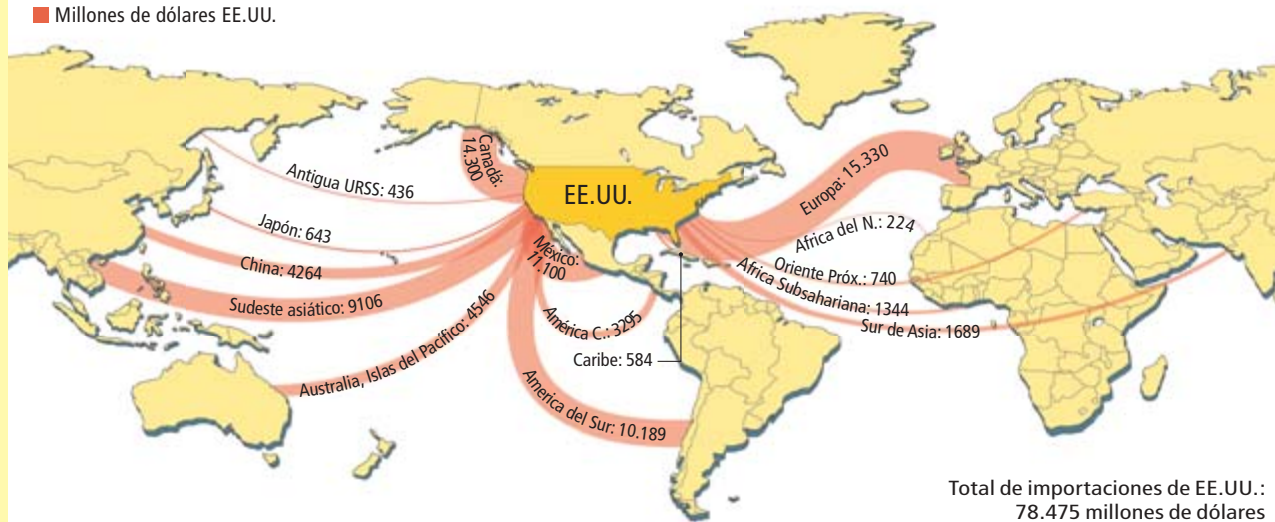 Millones de dólares EE.UU.
Canadá:
14.300
Antigua URSS: 436
EE.UU.
Europa: 15.330
Africa del N.: 224
Japón: 643
México:
11.100
China: 4264
Oriente Próx.: 740
Africa Subsahariana: 1344
Sudeste asiático: 9106
América C.: 3295
Sur de Asia: 1689
Australia, Islas del Pacífico: 4546
Caribe: 584
America del Sur: 10.189
Total de importaciones de EE.UU.:
78.475 millones de dólares